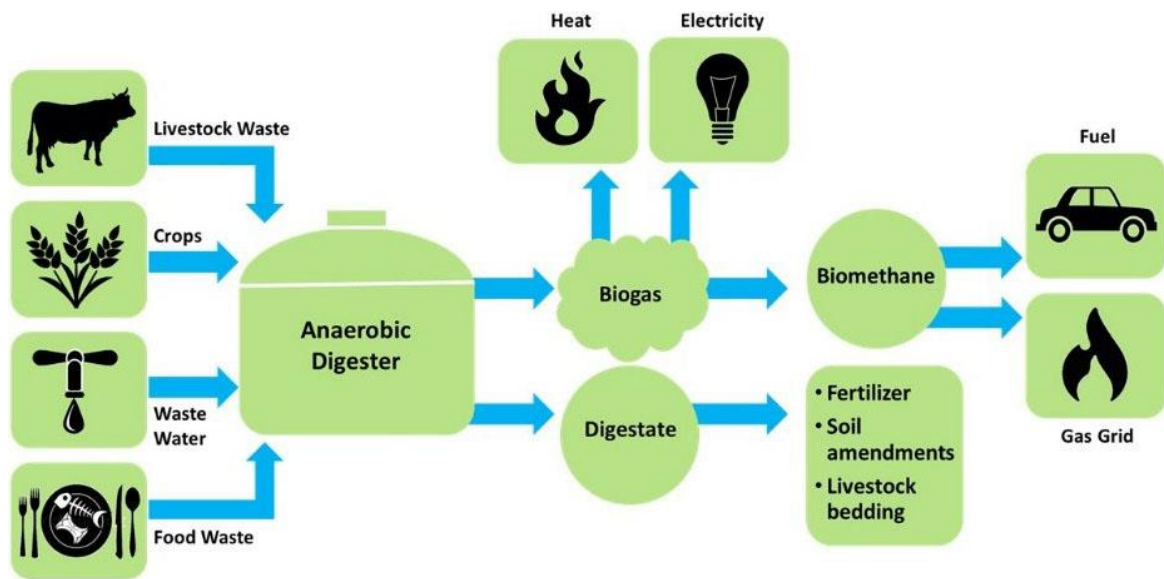 Heat
Electricity
Livestock Waste
Crops
Waste
Water
Food Waste
Anaerobic
Digester
Biogas
Digestate
Biomethane
• Fertilizer
• Soil
amendments
• Livestock
bedding
Fuel
Gas Grid